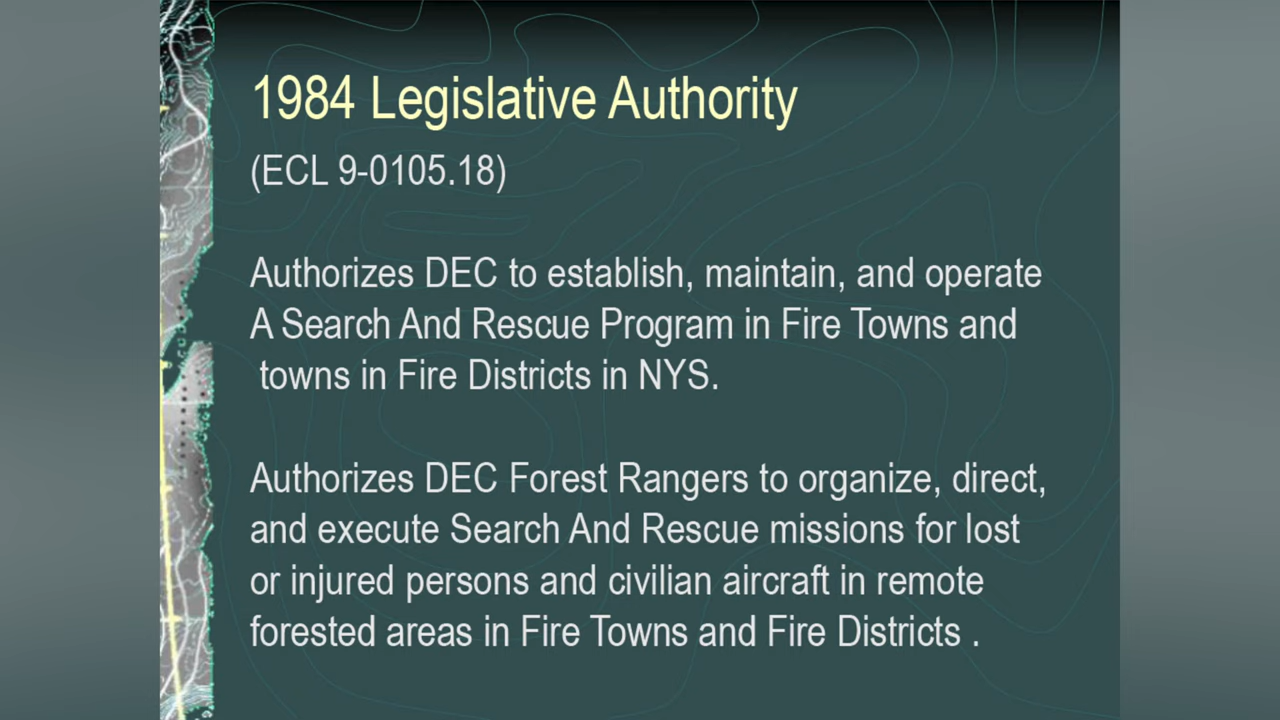 1984 Legislative Authority
(ECL 9-0105.18)
Authorizes DEC to establish, maintain, and operate
A Search And Rescue Program in Fire Towns and
towns in Fire Districts in NYS.
Authorizes DEC Forest Rangers to organize, direct,
and execute Search And Rescue missions for lost
or injured persons and civilian aircraft in remote
forested areas in Fire Towns and Fire Districts .